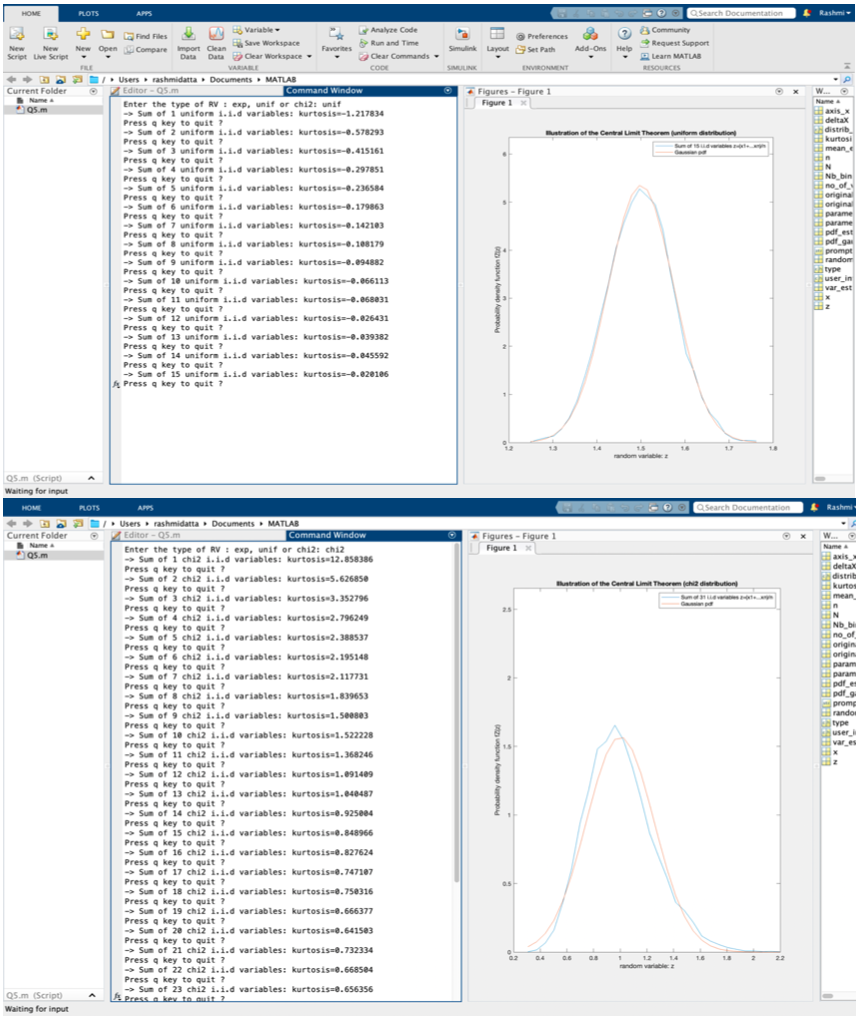 HOME PLOTS APPS Search Documentation Rashmi
New Script New Live Script New Open Find Files Compare Import Data Clean Data Variable Save Workspace Clear Workspace Favorites Analyze Code Run and Time Clear Commands Simulink Layout Preferences Set Path Add-Ons Help Community Request Support Learn MATLAB
FILE VARIABLE CODE SIMULINK ENVIRONMENT RESOURCES
/ Users Documents MATLAB
Current Folder
Name
Q5.m
Q5.m (Script)
Waiting for input
Editor - Q5.m Command Window
Enter the type of RV : exp, unif or chi2: unif
-> Sum of 1 uniform i.i.d variables: kurtosis=-1.217834
Press q key to quit ?
-> Sum of 2 uniform i.i.d variables: kurtosis=-0.578293
Press q key to quit ?
-> Sum of 3 uniform i.i.d variables: kurtosis=-0.415161
Press q key to quit ?
-> Sum of 4 uniform i.i.d variables: kurtosis=-0.297851
Press q key to quit ?
-> Sum of 5 uniform i.i.d variables: kurtosis=-0.236584
Press q key to quit ?
-> Sum of 6 uniform i.i.d variables: kurtosis=-0.179863
Press q key to quit ?
-> Sum of 7 uniform i.i.d variables: kurtosis=-0.142103
Press q key to quit ?
-> Sum of 8 uniform i.i.d variables: kurtosis=-0.108179
Press q key to quit ?
-> Sum of 9 uniform i.i.d variables: kurtosis=-0.094882
Press q key to quit ?
-> Sum of 10 uniform i.i.d variables: kurtosis=-0.066113
Press q key to quit ?
-> Sum of 11 uniform i.i.d variables: kurtosis=-0.068031
Press q key to quit ?
-> Sum of 12 uniform i.i.d variables: kurtosis=-0.026431
Press q key to quit ?
-> Sum of 13 uniform i.i.d variables: kurtosis=-0.039382
Press q key to quit ?
-> Sum of 14 uniform i.i.d variables: kurtosis=-0.045592
Press q key to quit ?
-> Sum of 15 uniform i.i.d variables: kurtosis=-0.020106
fx Press q key to quit ?
Figures - Figure 1
Figure 1
Illustration of the Central Limit Theorem (uniform distribution)
Gaussian pdf
Probability density function fZ(z)
6
5
4
3
2
1
0
1.2 1.3 1.4 1.5 1.6 1.7 1.8
random variable: z
W...
Name
axis_x
deltaX
distrib_
kurtosi
mean_e
n
N
Nb_bin
no_of_v
original
original
parame
parame
pdf_est
pdf_gau
prompt
random
type
user_in
var_est
x
z
HOME PLOTS APPS Search Documentation Rashmi
/ Users rashmidatta Documents MATLAB
Current Folder
Name
Q5.m
Q5.m (Script)
Waiting for input
Editor - Q5.m Command Window
Enter the type of RV : exp, unif or chi2: chi2
-> Sum of 1 chi2 i.i.d variables: kurtosis=12.858386
Press q key to quit ?
-> Sum of 2 chi2 i.i.d variables: kurtosis=5.626850
Press q key to quit ?
-> Sum of 3 chi2 i.i.d variables: kurtosis=3.352796
Press q key to quit ?
-> Sum of 4 chi2 i.i.d variables: kurtosis=2.796249
Press q key to quit ?
-> Sum of 5 chi2 i.i.d variables: kurtosis=2.388537
Press q key to quit ?
-> Sum of 6 chi2 i.i.d variables: kurtosis=2.195148
Press q key to quit ?
-> Sum of 7 chi2 i.i.d variables: kurtosis=2.117731
Press q key to quit ?
-> Sum of 8 chi2 i.i.d variables: kurtosis=1.839653
Press q key to quit ?
-> Sum of 9 chi2 i.i.d variables: kurtosis=1.500803
Press q key to quit ?
-> Sum of 10 chi2 i.i.d variables: kurtosis=1.522228
Press q key to quit ?
-> Sum of 11 chi2 i.i.d variables: kurtosis=1.368246
Press q key to quit ?
-> Sum of 12 chi2 i.i.d variables: kurtosis=1.091409
Press q key to quit ?
-> Sum of 13 chi2 i.i.d variables: kurtosis=1.040487
Press q key to quit ?
-> Sum of 14 chi2 i.i.d variables: kurtosis=0.925004
Press q key to quit ?
-> Sum of 15 chi2 i.i.d variables: kurtosis=0.848966
Press q key to quit ?
-> Sum of 16 chi2 i.i.d variables: kurtosis=0.827624
Press q key to quit ?
-> Sum of 17 chi2 i.i.d variables: kurtosis=0.747107
Press q key to quit ?
-> Sum of 18 chi2 i.i.d variables: kurtosis=0.750316
Press q key to quit ?
-> Sum of 19 chi2 i.i.d variables: kurtosis=0.666377
Press q key to quit ?
-> Sum of 20 chi2 i.i.d variables: kurtosis=0.641503
Press q key to quit ?
-> Sum of 21 chi2 i.i.d variables: kurtosis=0.732334
Press q key to quit ?
-> Sum of 22 chi2 i.i.d variables: kurtosis=0.668504
Press q key to quit ?
-> Sum of 23 chi2 i.i.d variables: kurtosis=0.656356
fx Press q key to quit ?
Figures - Figure 1
Figure 1
Illustration of the Central Limit Theorem (chi2 distribution)
Gaussian pdf
Probability density function fZ(z)
2.5
2
1.5
1
0.5
0
0.2 0.4 0.6 0.8 1 1.2 1.4 1.6 1.8 2 2.2
random variable: z
W...
Name
axis_x
deltaX
distrib
kurtos
mean_
n
N
Nb_bi
no_of_
origin
origin
param
param
pdf_es
pdf_ga
promp
rando
type
user_i
var_es
x
z